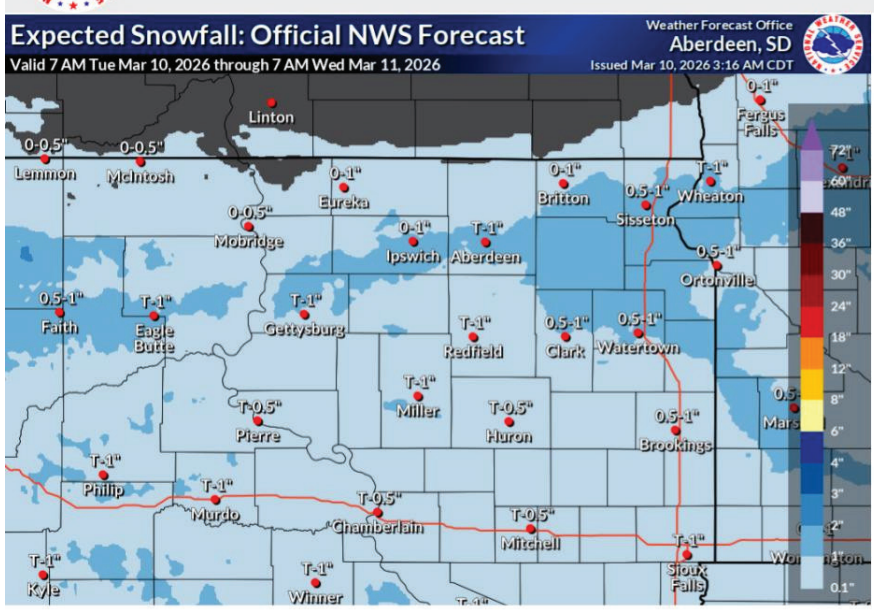 Expected Snowfall: Official NWS Forecast
Valid 7 AM Tue Mar 10, 2026 through 7 AM Wed Mar 11, 2026
Weather Forecast Office
Aberdeen, SD
Issued Mar 10, 2026 3:16 AM CDT
Linton
0-1"
Fergus
Falls
0-0.5"
Lemmon
0-0.5"
McIntosh
0-1"
Eureka
0-1"
Britton
0.5-1"
Sisseton
T-1"
Wheaton
T-1"
0-0.5"
Mobridge
0-1"
Ipswich
T-1"
Aberdeen
0.5-1"
Ortonville
0.5-1"
Faith
T-1"
Eagle
Butte
T-1"
Gettysburg
T-1"
Redfield
0.5-1"
Clark
0.5-1"
Watertown
T-1"
Miller
T-0.5"
Pierre
T-0.5"
Huron
0.5-1"
Brookings
0.5
Mars
T-1"
Philip
T-1"
Murdo
T-0.5"
Chamberlain
T-0.5"
Mitchell
T-1"
Sioux
Falls
T-1"
Kyle
T-1"
Winner
72"
60"
48"
36"
30"
24"
18"
12"
8"
6"
4"
3"
2"
1"
0.1"